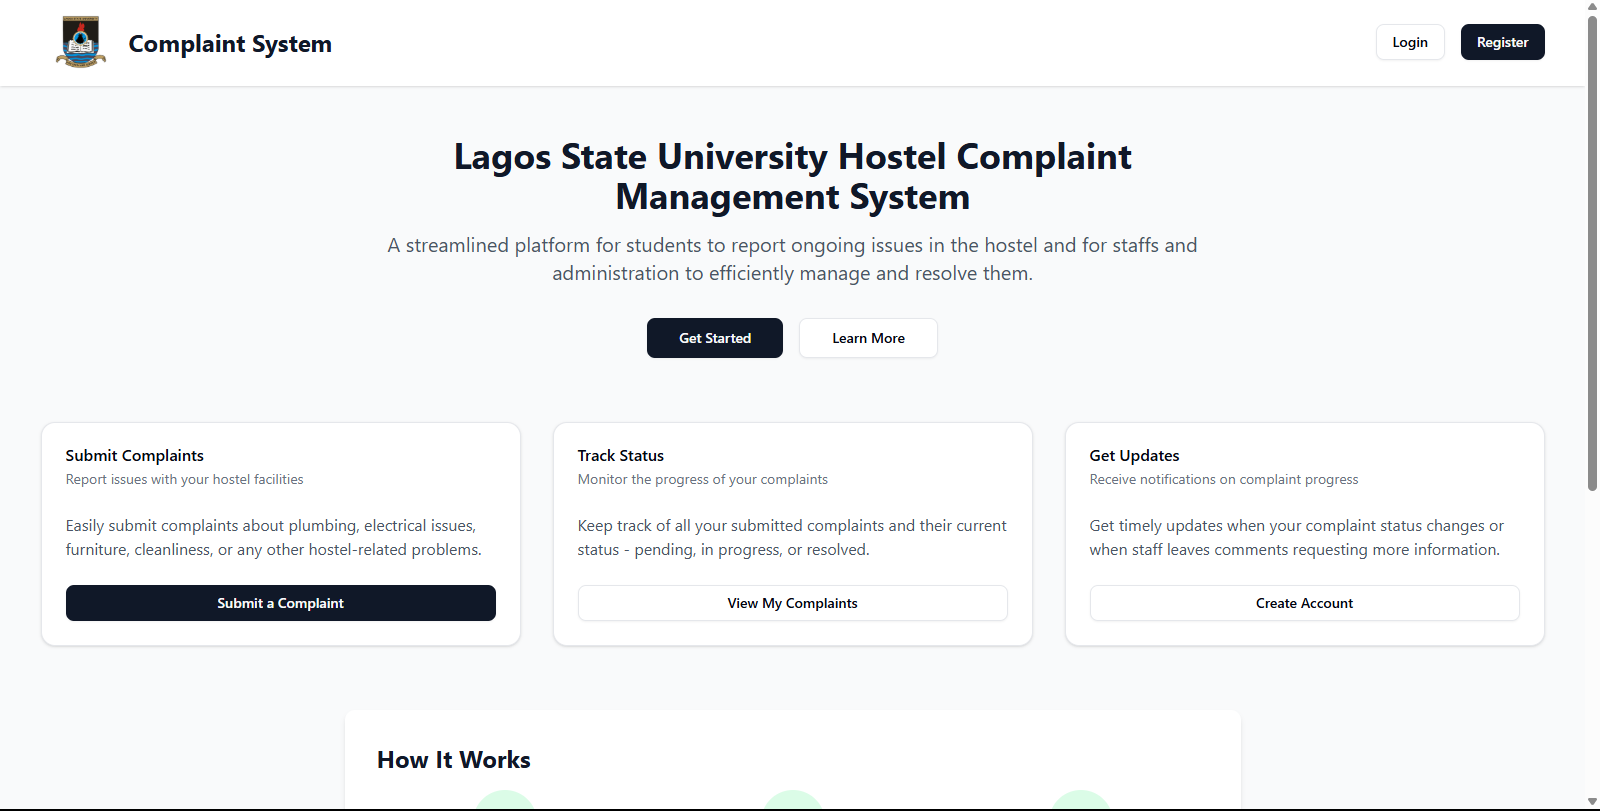 Complaint System
Login
Register
Lagos State University Hostel Complaint
Management System
A streamlined platform for students to report ongoing issues in the hostel and for staffs and
administration to efficiently manage and resolve them.
Get Started
Learn More
Submit Complaints
Report issues with your hostel facilities
Easily submit complaints about plumbing, electrical issues,
furniture, cleanliness, or any other hostel-related problems.
Submit a Complaint
Track Status
Monitor the progress of your complaints
Keep track of all your submitted complaints and their current
status - pending, in progress, or resolved.
View My Complaints
Get Updates
Receive notifications on complaint progress
Get timely updates when your complaint status changes or
when staff leaves comments requesting more information.
Create Account
How It Works